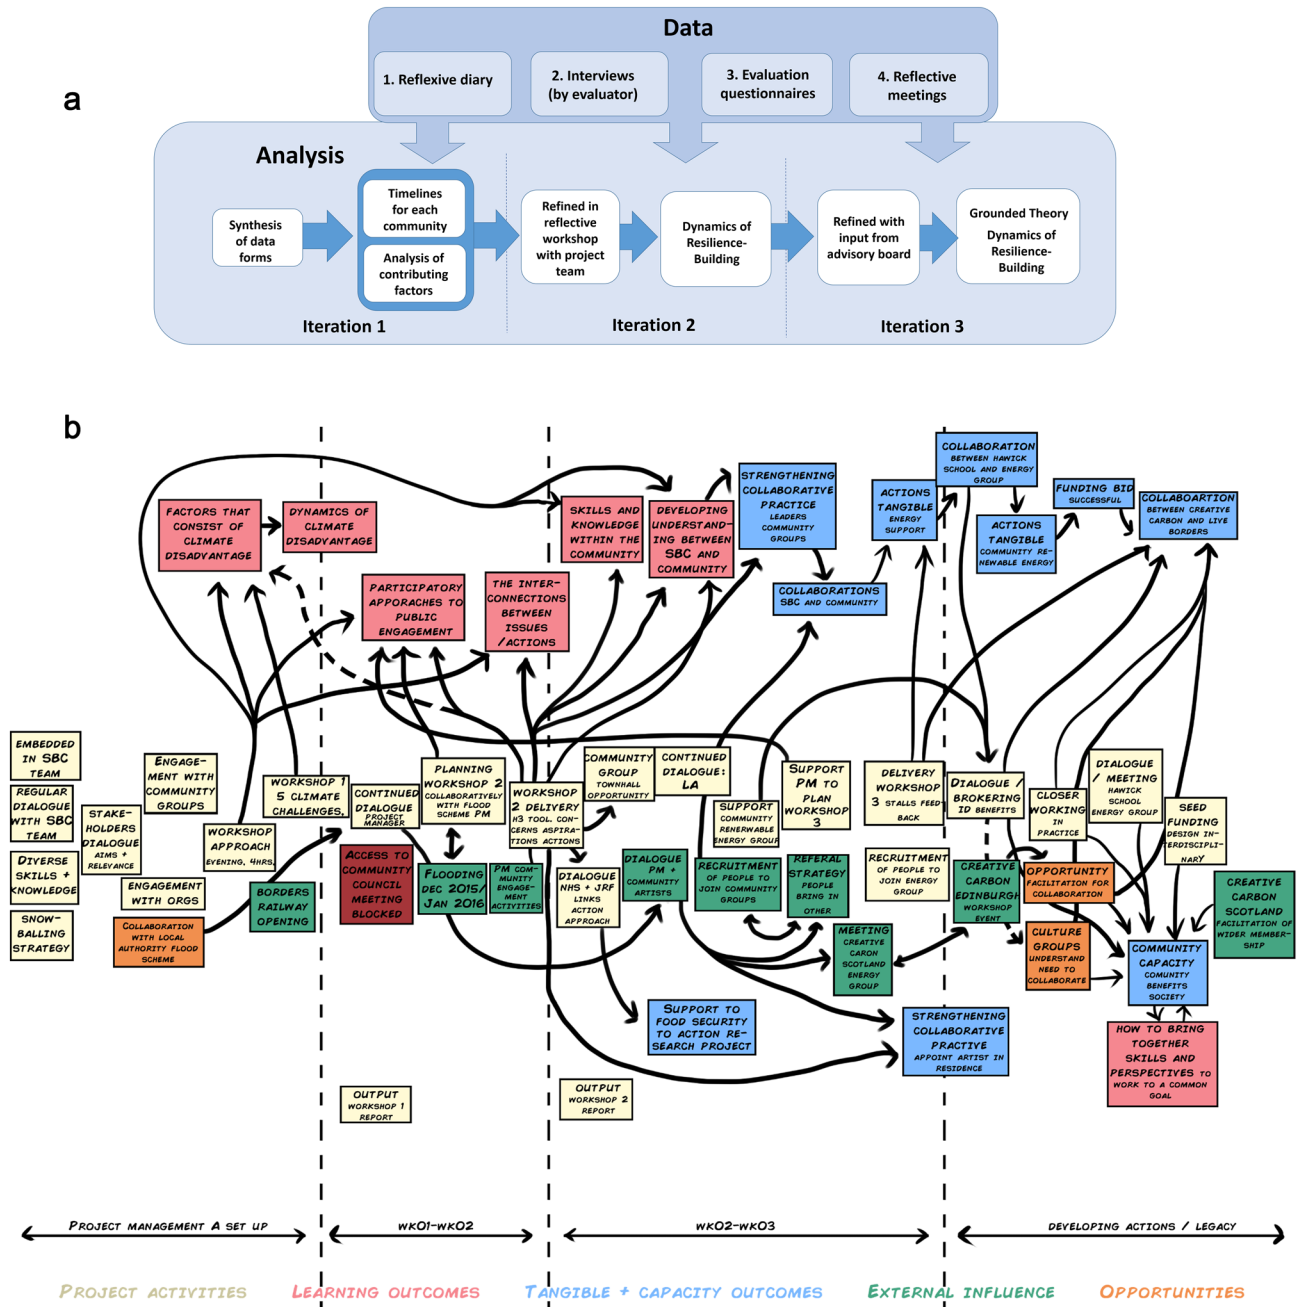 Data
1. Reflexive diary
2. Interviews
(by evaluator)
3. Evaluation
questionnaires
4. Reflective
meetings
a
Analysis
Synthesis
of data
forms
Timelines
for each
community
Analysis of
contributing
factors
Refined in
reflective
workshop
with project
team
Dynamics of
Resilience-
Building
Refined with
input from
advisory board
Grounded Theory
Dynamics of
Resilience-
Building
Iteration 1
Iteration 2
Iteration 3
b
FACTORS THAT
CONSIST OF
CLIMATE
DISADVANTAGE
DYNAMICS OF
CLIMATE
DISADVANTAGE
PARTICIPATORY
APPORACHES TO
PUBLIC
ENGAGEMENT
THE INTER-
CONNECTIONS
BETWEEN
ISSUES
/ACTIONS
SKILLS AND
KNOWLEDGE
WITHIN THE
COMMUNITY
DEVELOPING
UNDERSTAND-
ING BETWEEN
SBC AND
COMMUNITY
STRENGTHENING
COLLABORATIVE
PRACTICE
LEADERS
COMMUNITY
GROUPS
COLLABORATIONS
SBC AND COMMUNITY
ACTIONS
TANGIBLE
ENERGY
SUPPORT
COLLABORATION
BETWEEN HAWICK
SCHOOL AND ENERGY
GROUP
ACTIONS
TANGIBLE
COMMUNITY RE-
NEWABLE ENERGY
FUNDING BID
SUCCESSFUL
COLLABOARTION
BETWEEN CREATIVE
CARBON AND LIVE
BORDERS
EMBEDDED
IN SBC
TEAM
REGULAR
DIALOGUE
WITH SBC
TEAM
DIVERSE
SKILLS +
KNOWLEDGE
SNOW-
BALLING
STRATEGY
STAKE-
HOLDERS
DIALOGUE
AIMS +
RELEVANCE
ENGAGE-
MENT WITH
COMMUNITY
GROUPS
ENGAGEMENT
WITH ORGS
COLLABORATION
WITH LOCAL
AUTHORITY FLOOD
SCHEME
WORKSHOP
APPROACH
EVENING, 4HRS.
BORDERS
RAILWAY
OPENING
WORKSHOP 1
5 CLIMATE
CHALLENGES.
CONTINUED
DIALOGUE
PROJECT
MANAGER
ACCESS TO
COMMUNITY
COUNCIL
MEETING
BLOCKED
PLANNING
WORKSHOP 2
COLLABORATIVELY
WITH FLOOD
SCHEME PM
FLOODING
DEC 2015/
JAN 2016
PM COM-
MUNITY
ENGAGE-
MENT
ACTIVITIES
WORKSHOP
2 DELIVERY
H3 TOOL. CON-
CERNS ASPIRA-
TIONS ACTIONS
DIALOGUE
NHS + JRF
LINKS
ACTION
APPROACH
COMMUNITY
GROUP
TOWNHALL
OPPORTUNITY
CONTINUED
DIALOGUE:
LA
DIALOGUE
PM +
COMMUNITY
ARTISTS
SUPPORT
COMMUNITY
RENERWABLE
ENERGY GROUP
RECRUITMENT
OF PEOPLE TO
JOIN COMMUNITY
GROUPS
SUPPORT
PM TO
PLAN
WORKSHOP
3
REFERAL
STRATEGY
PEOPLE
BRING IN
OTHER
MEETING
CREATIVE
CARON
SCOTLAND
ENERGY
GROUP
DELIVERY
WORKSHOP
3 STALLS FEED
BACK
RECRUITMENT
OF PEOPLE TO
JOIN ENERGY
GROUP
DIALOGUE /
BROKERING
ID BENEFITS
CREATIVE
CARBON
EDINBURGH
WORKSHOP
EVENT
CLOSER
WORKING
IN
PRACTICE
OPPORTUNITY
FACILITATION FOR
COLLABORATION
CULTURE
GROUPS
UNDERSTAND
NEED TO
COLLABORATE
DIALOGUE
/ MEETING
HAWICK
SCHOOL
ENERGY GROUP
SEED
FUNDING
DESIGN IN-
TERDISCIPLI-
NARY
CREATIVE
CARBON
SCOTLAND
FACILITATION OF
WIDER MEMBER-
SHIP
COMMUNITY
CAPACITY
COMUNITY
BENEFITS
SOCIETY
HOW TO BRING
TOGETHER
SKILLS AND
PERSPECTIVES TO
WORK TO A COMMON
GOAL
SUPPORT TO
FOOD SECURITY
TO ACTION RE-
SEARCH PROJECT
STRENGTHENING
COLLABORATIVE
PRACTIVE
APPOINT ARTIST IN
RESIDENCE
OUTPUT
WORKSHOP 1
REPORT
OUTPUT
WORKSHOP 2
REPORT
PROJECT MANAGEMENT A SET UP
WKO1-WKO2
WKO2-WKO3
DEVELOPING ACTIONS / LEGACY
PROJECT ACTIVITIES
LEARNING OUTCOMES
TANGIBLE + CAPACITY OUTCOMES
EXTERNAL INFLUENCE
OPPORTUNITIES